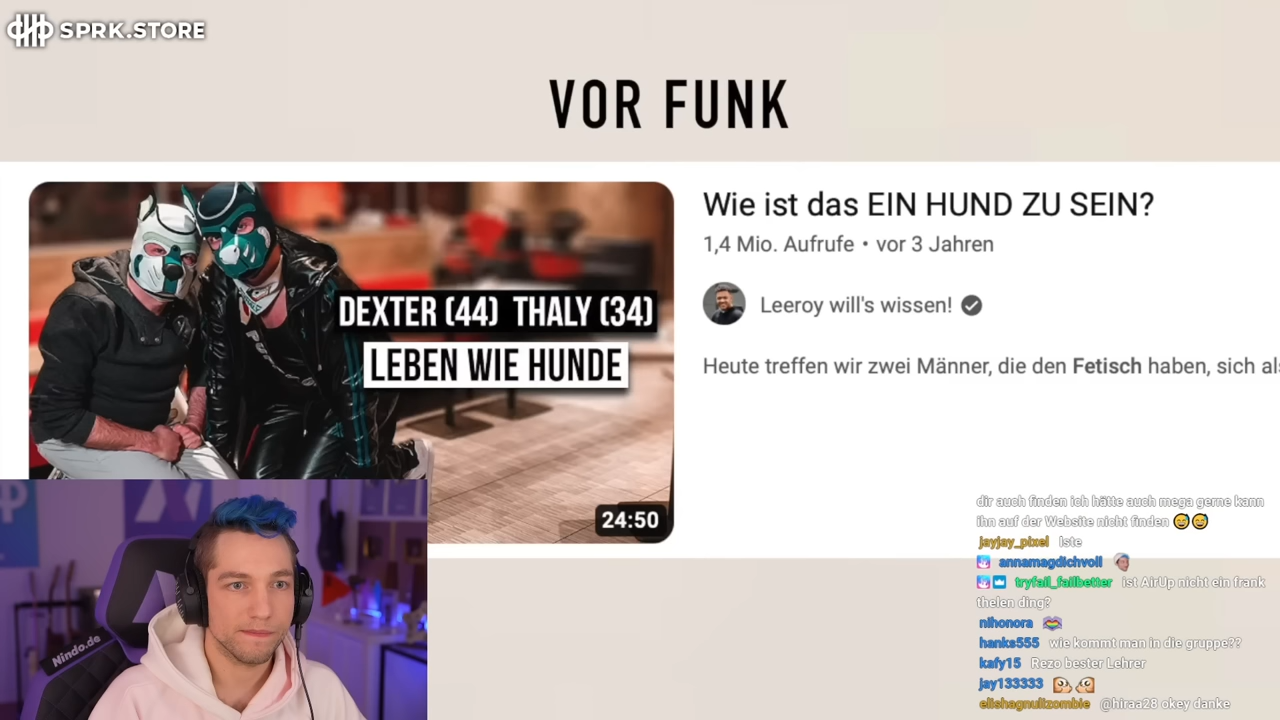 SPRK.STORE
VOR FUNK
DEXTER (44) THALY (34)
LEBEN WIE HUNDE
24:50
Wie ist das EIN HUND ZU SEIN?
1,4 Mio. Aufrufe • vor 3 Jahren
Leeroy will's wissen!
Heute treffen wir zwei Männer, die den Fetisch haben, sich als
Nindo.de
dir auch finden ich hätte auch mega gerne kann
ihn auf der Website nicht finden 😅😅
jayjay_pixel Iste
annamagdichvoll
tryfail_failbetter ist AirUp nicht ein frank
thelen ding?
nihonora
hanks555 wie kommt man in die gruppe??
kafy15 Rezo bester Lehrer
jay133333
elishagnulizombie @hiraa28 okey danke